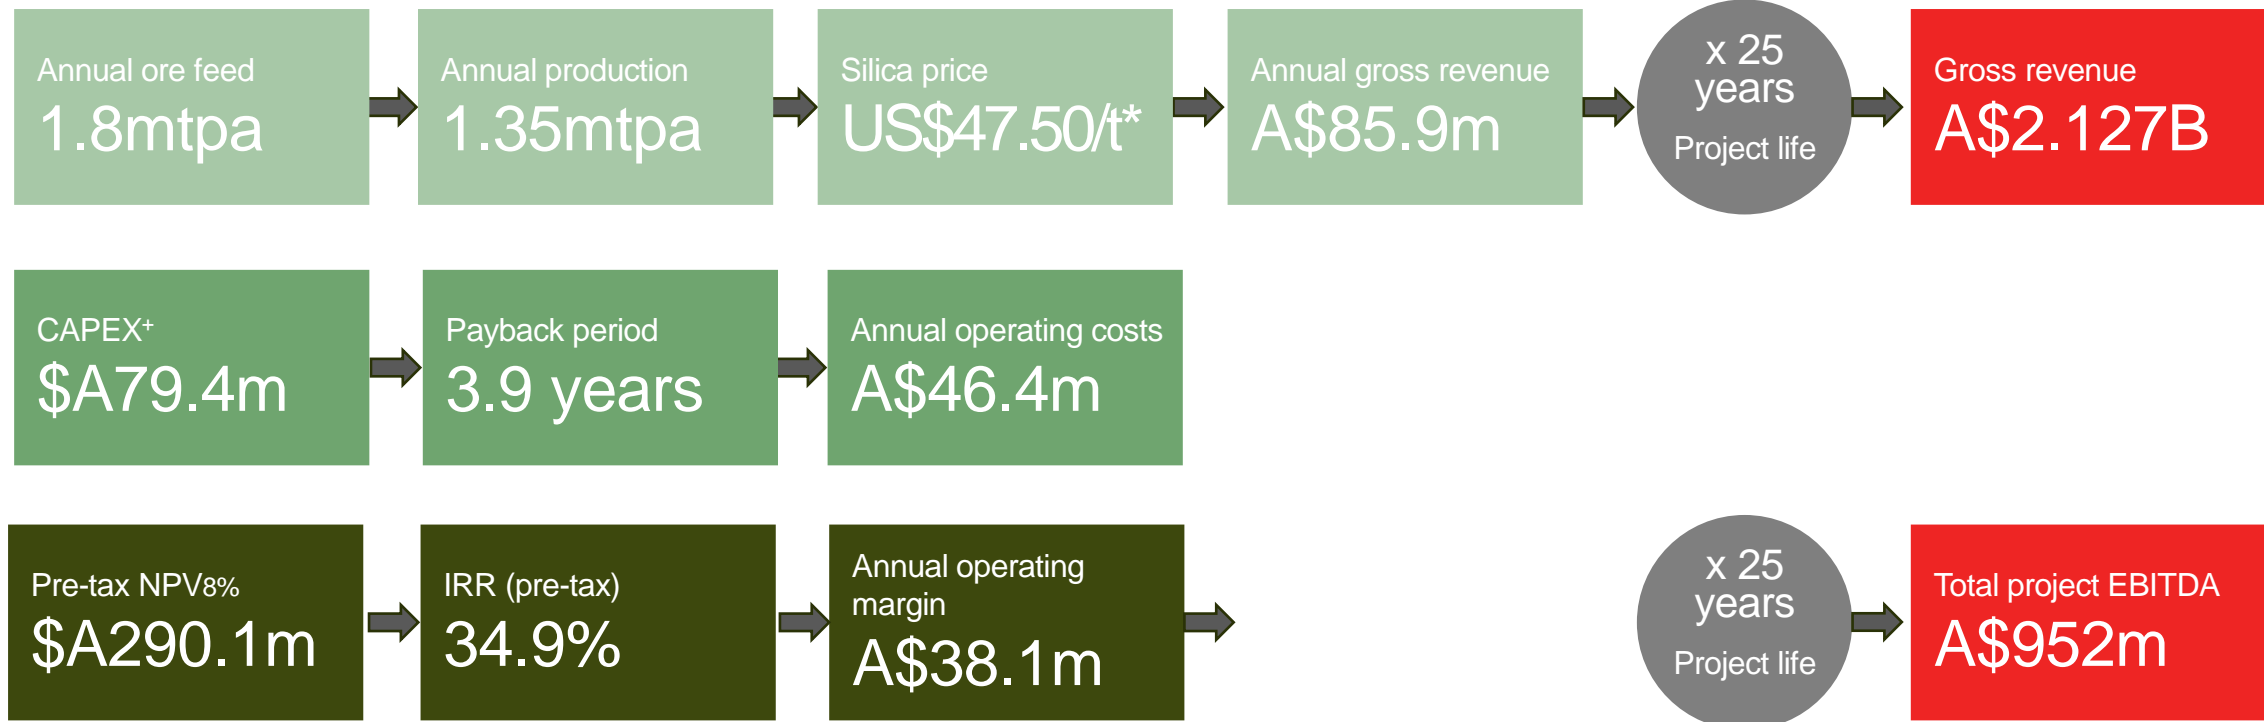 Annual ore feed
1.8mtpa
Annual production
1.35mtpa
Silica price
US$47.50/t*
Annual gross revenue
A$85.9m
x 25
years
Project life
Gross revenue
A$2.127B
CAPEX+
$A79.4m
Payback period
3.9 years
Annual operating costs
A$46.4m
Pre-tax NPV8%
$A290.1m
IRR (pre-tax)
34.9%
Annual operating
margin
A$38.1m
x 25
years
Project life
Total project EBITDA
A$952m